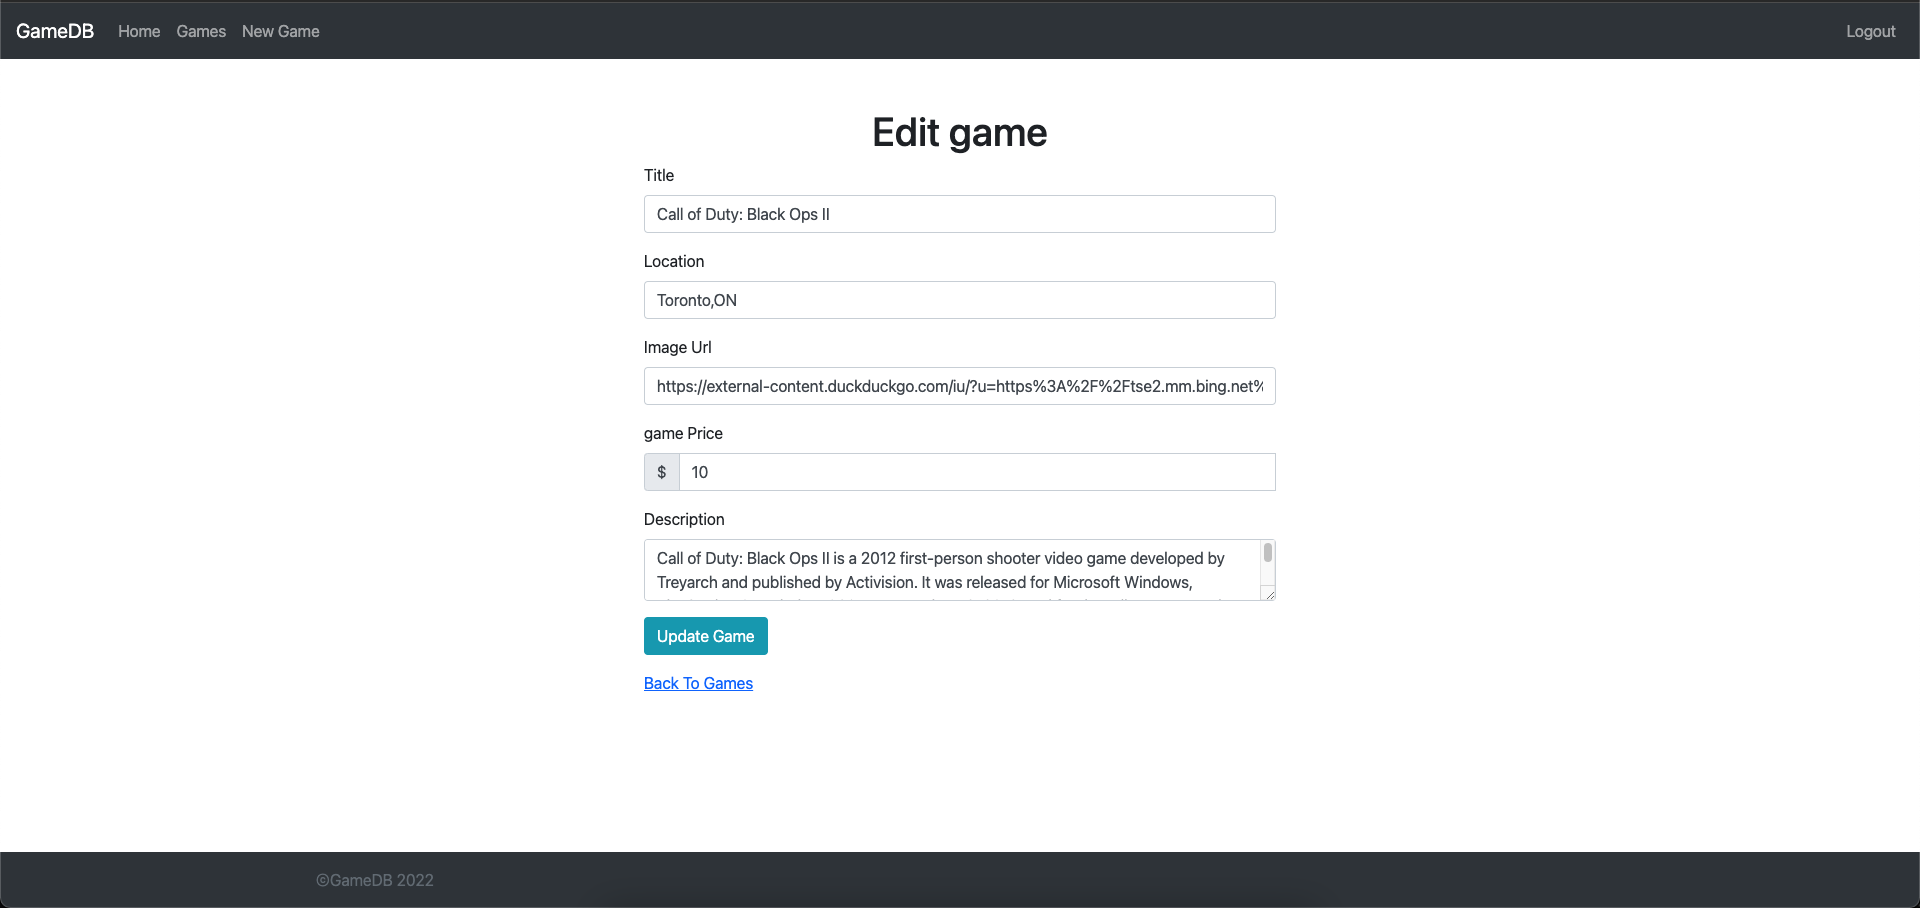 GameDB Home Games New Game Logout
Edit game
Title
Call of Duty: Black Ops II
Location
Toronto,ON
Image Url
https://external-content.duckduckgo.com/iu/?u=https%3A%2F%2Ftse2.mm.bing.net%
game Price
$ 10
Description
Call of Duty: Black Ops II is a 2012 first-person shooter video game developed by
Treyarch and published by Activision. It was released for Microsoft Windows,
Update Game
Back To Games
©GameDB 2022